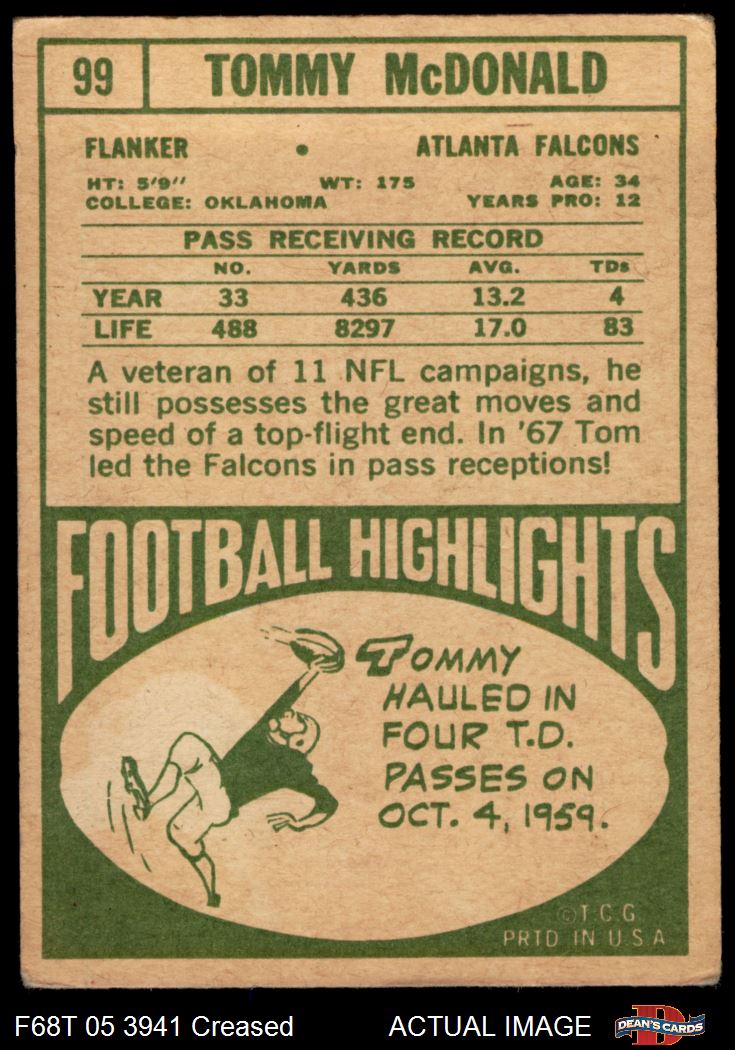 99 TOMMY McDONALD
FLANKER • ATLANTA FALCONS
HT: 5'9" WT: 175 AGE: 34
COLLEGE: OKLAHOMA YEARS PRO: 12
PASS RECEIVING RECORD
NO. YARDS AVG. TDs
YEAR 33 436 13.2 4
LIFE 488 8297 17.0 83
A veteran of 11 NFL campaigns, he
still possesses the great moves and
speed of a top-flight end. In '67 Tom
led the Falcons in pass receptions!
FOOTBALL HIGHLIGHTS
TOMMY
HAULED IN
FOUR T.D.
PASSES ON
OCT. 4, 1959.
©T.C.G.
PRTD IN U S A
F68T 05 3941 Creased ACTUAL IMAGE
D
DEAN'S CARDS